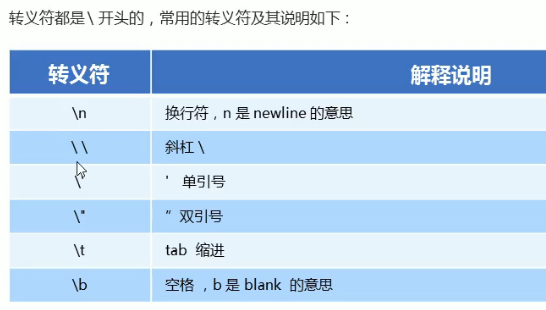 转义符都是 \ 开头的，常用的转义符及其说明如下：
转义符 解释说明
\n 换行符，n 是 newline 的意思
\ \ 斜杠 \
\' ' 单引号
\" " 双引号
\t tab 缩进
\b 空格 ，b 是 blank 的意思